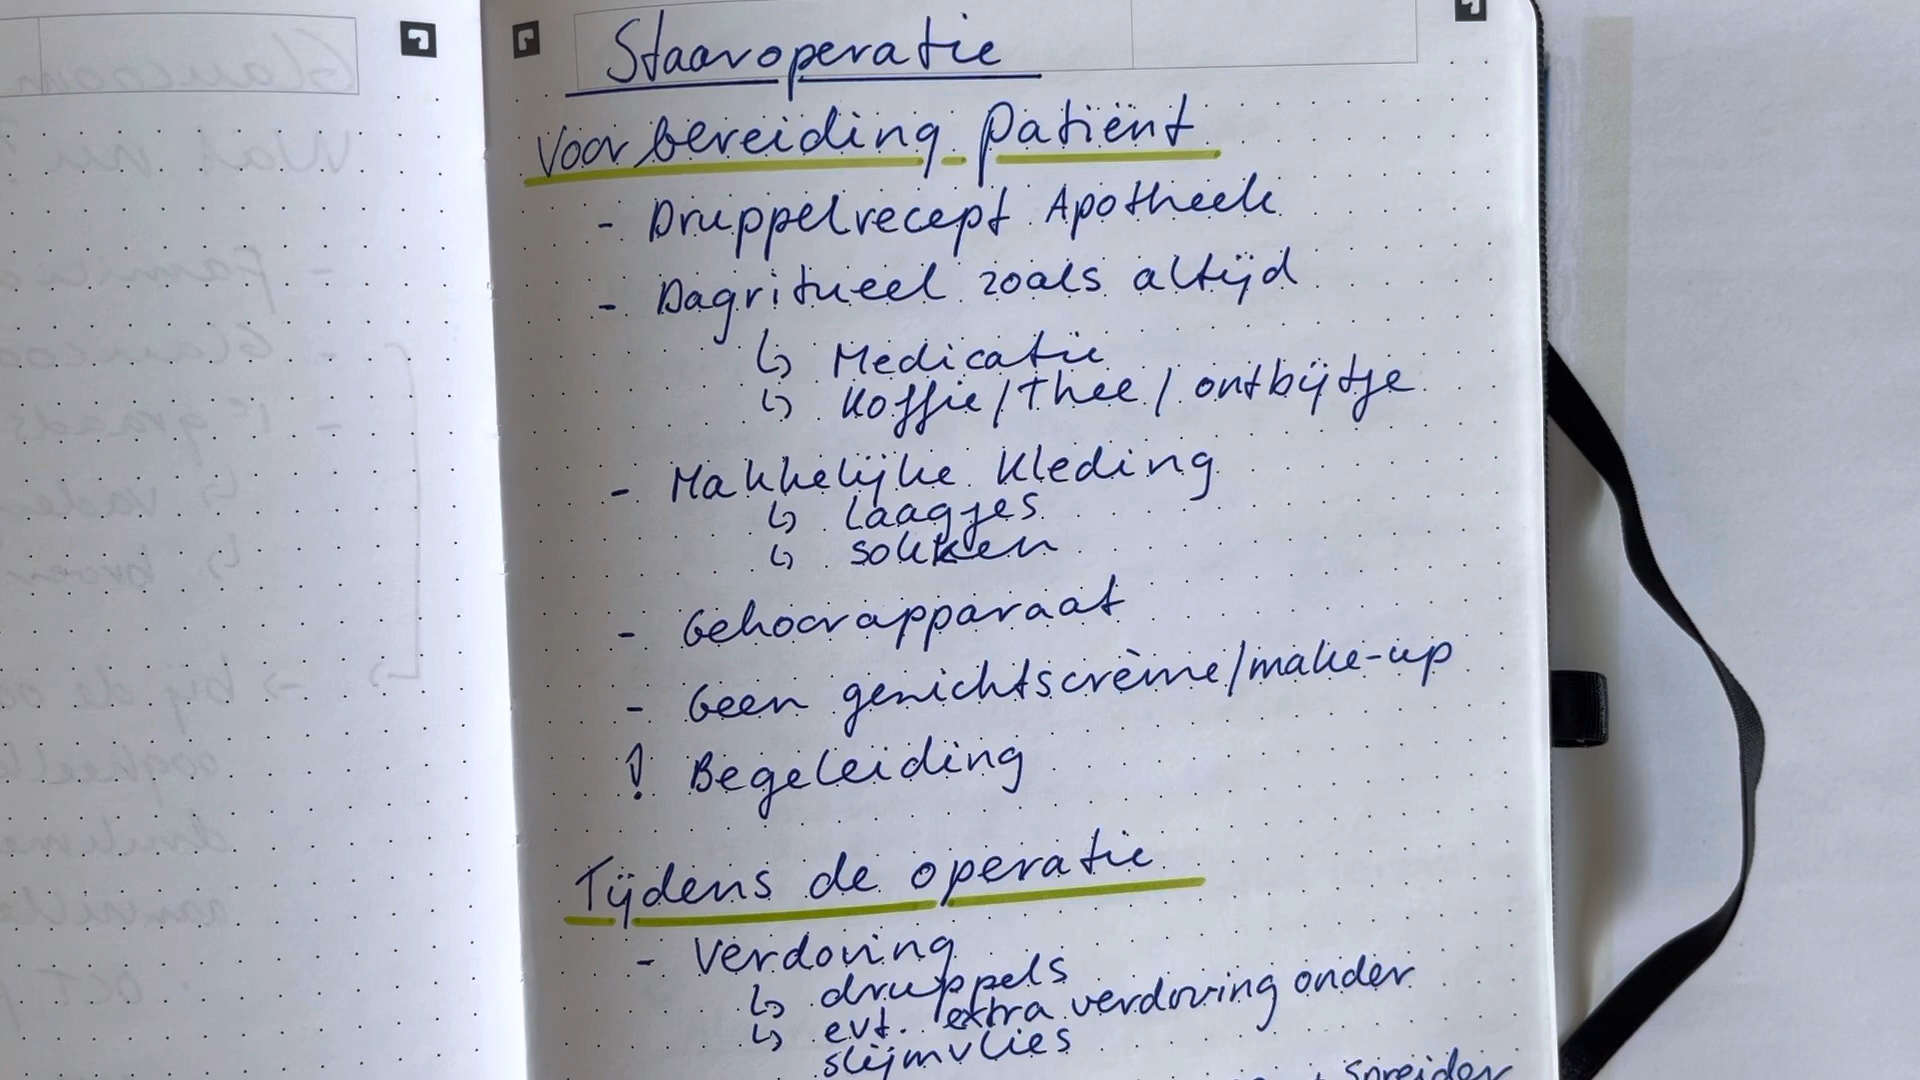 Staaroperatie
Voorbereiding patiënt
- Druppelrecept Apotheek
- Dagritueel zoals altijd
↳ Medicatie
↳ Koffie/thee/ontbijtje
- Makkelijke kleding
↳ laagjes
↳ sokken
- Gehoorapparaat
- Geen gezichtscrème/make-up
! Begeleiding
Tijdens de operatie
- Verdoving
↳ druppels
↳ evt. extra verdoving onder
slijmvlies
spreider